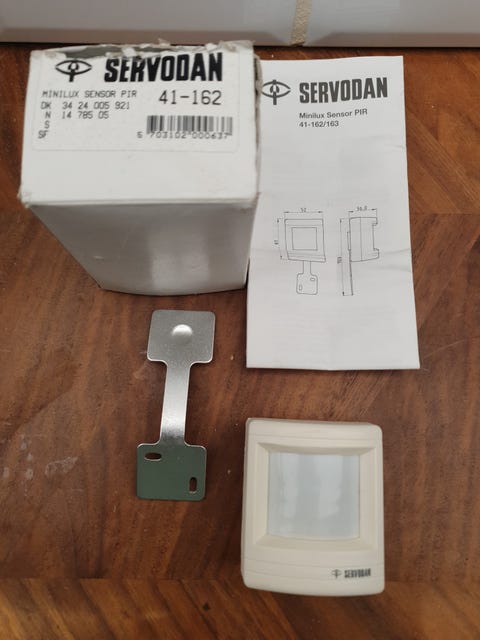 SERVODAN
MINILUX SENSOR PIR
41-162
DK 34 24 005 921
N 14 785 05
S
SF
5 703102 000637
SERVODAN
Minilux Sensor PIR
41-162/163
52
36,0
SERVODAN